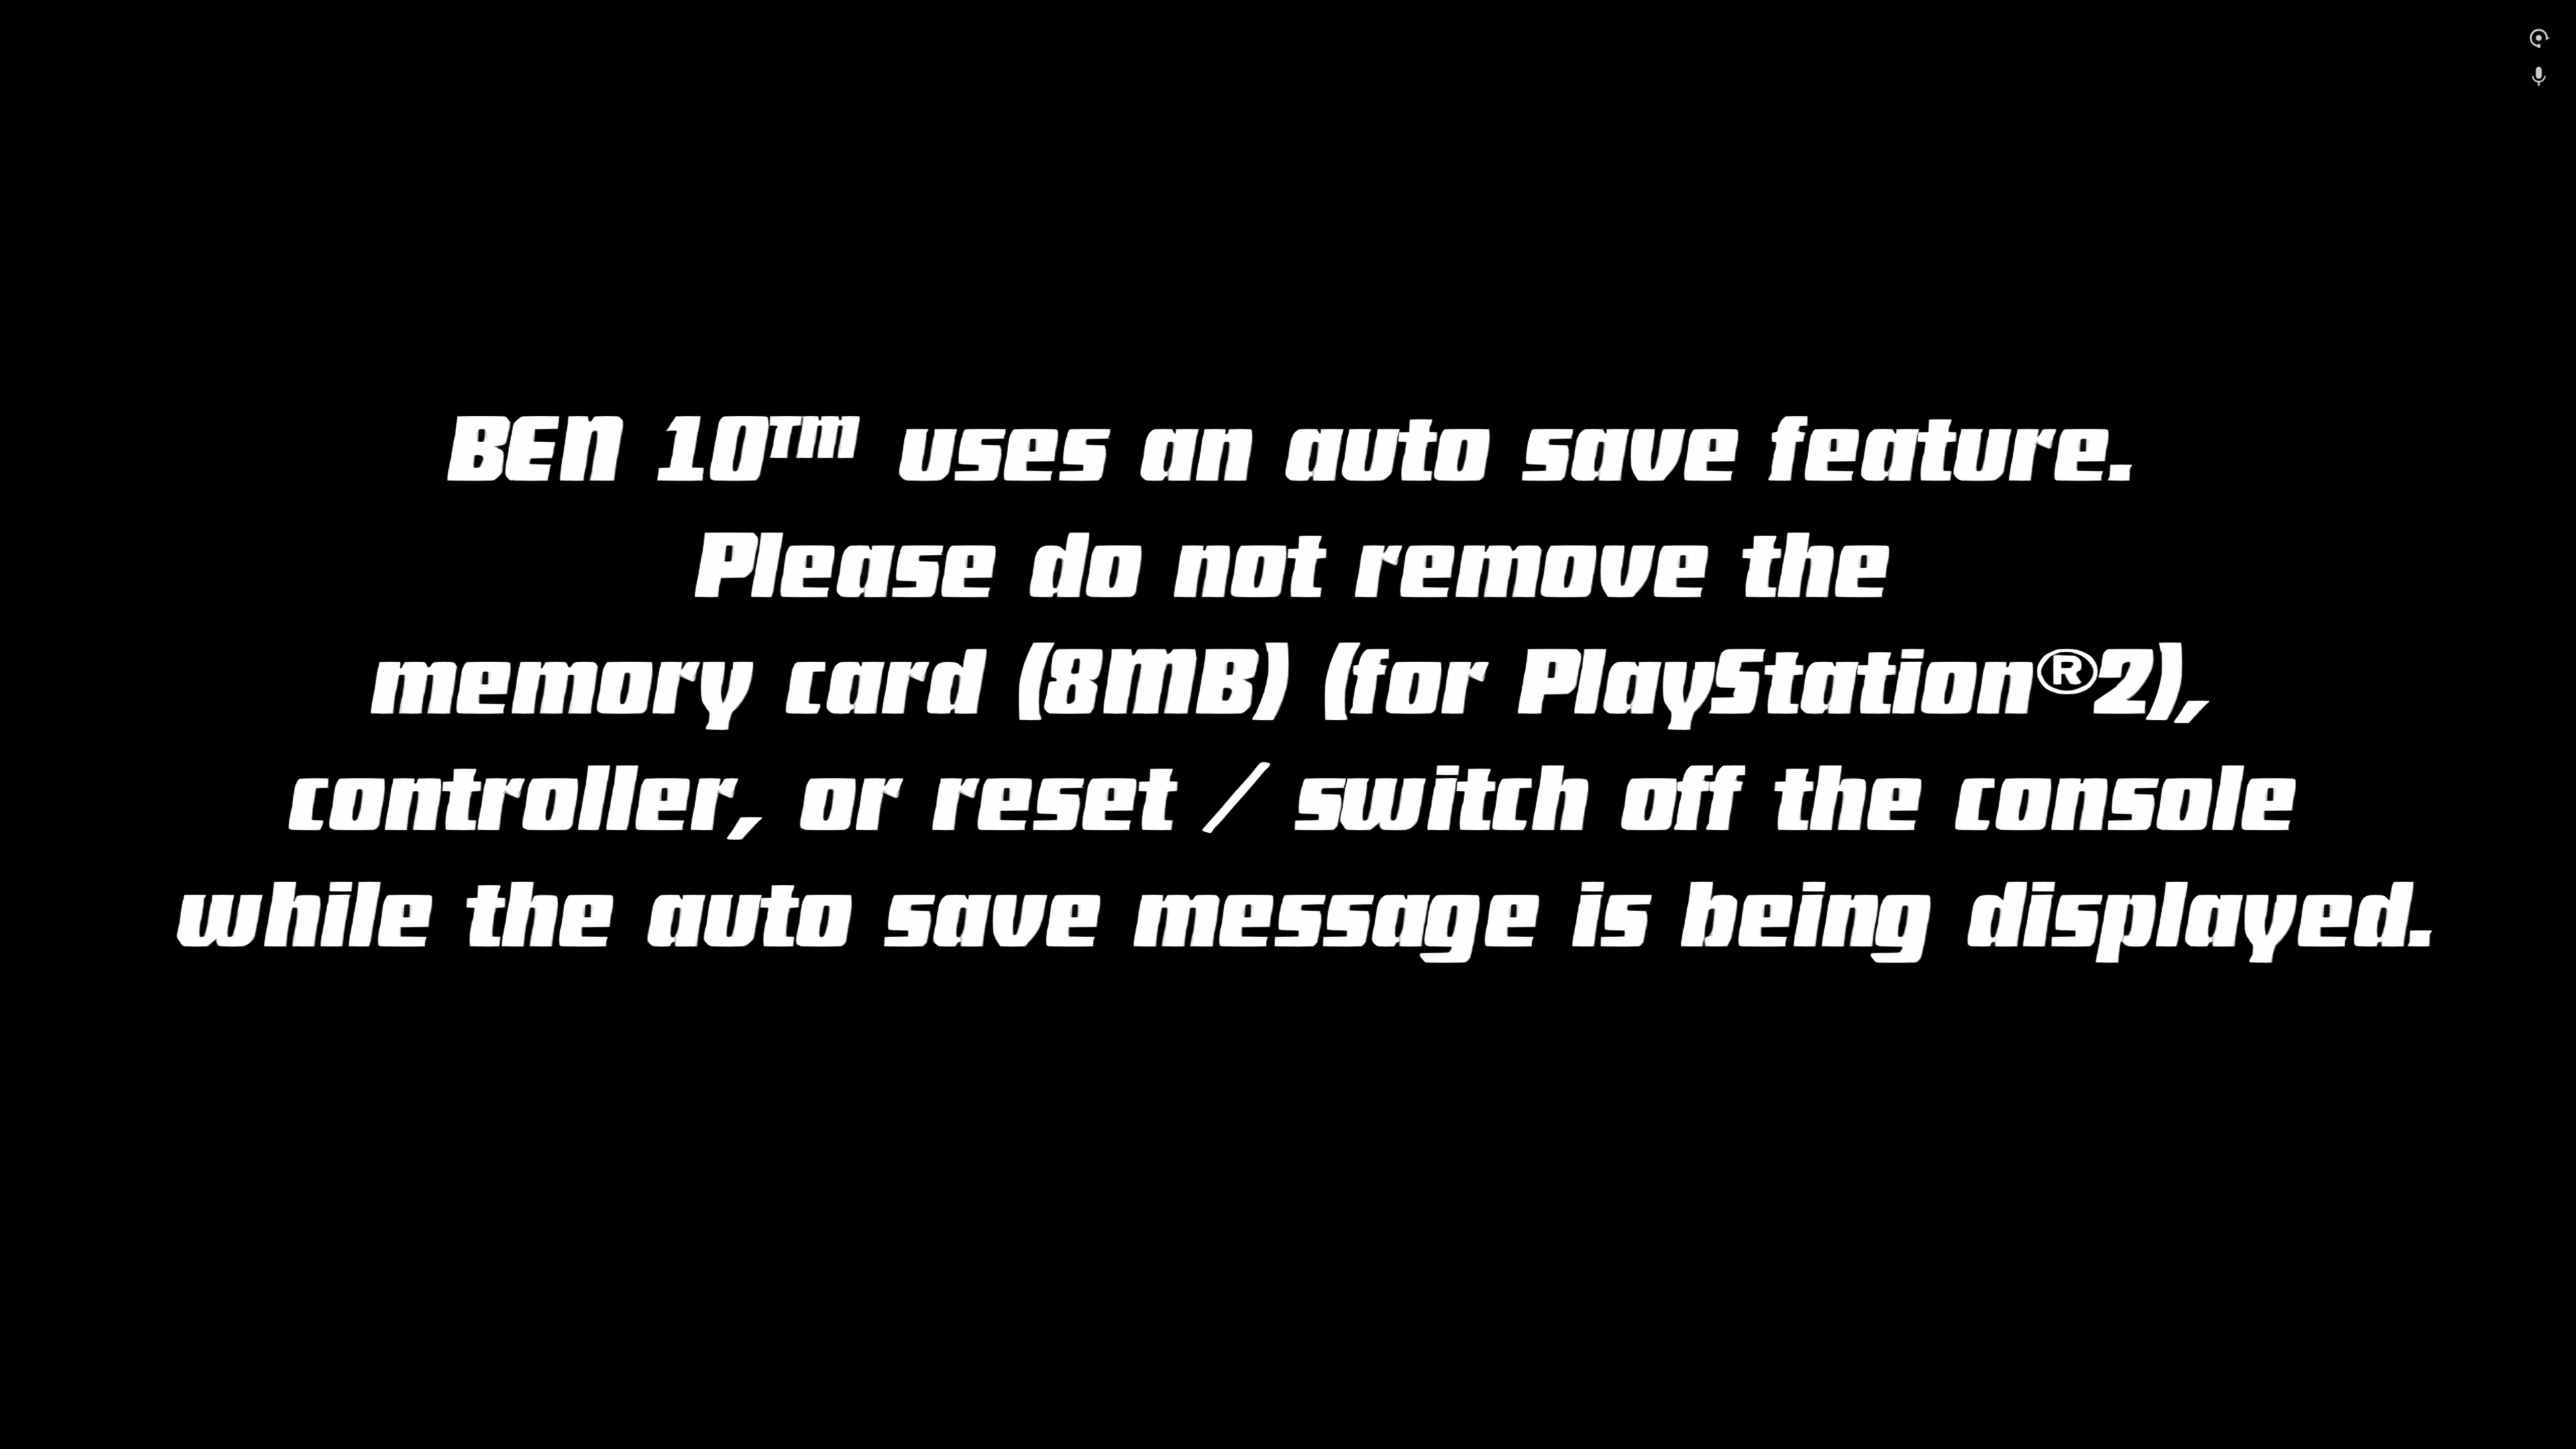 BEN 10™ uses an auto save feature.
Please do not remove the
memory card (8MB) (for PlayStation®2),
controller, or reset / switch off the console
while the auto save message is being displayed.